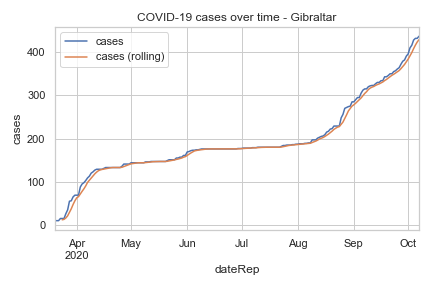 COVID-19 cases over time - Gibraltar
cases
cases (rolling)
400
300
200
100
0
cases
Apr
2020
May
Jun
Jul
Aug
Sep
Oct
dateRep